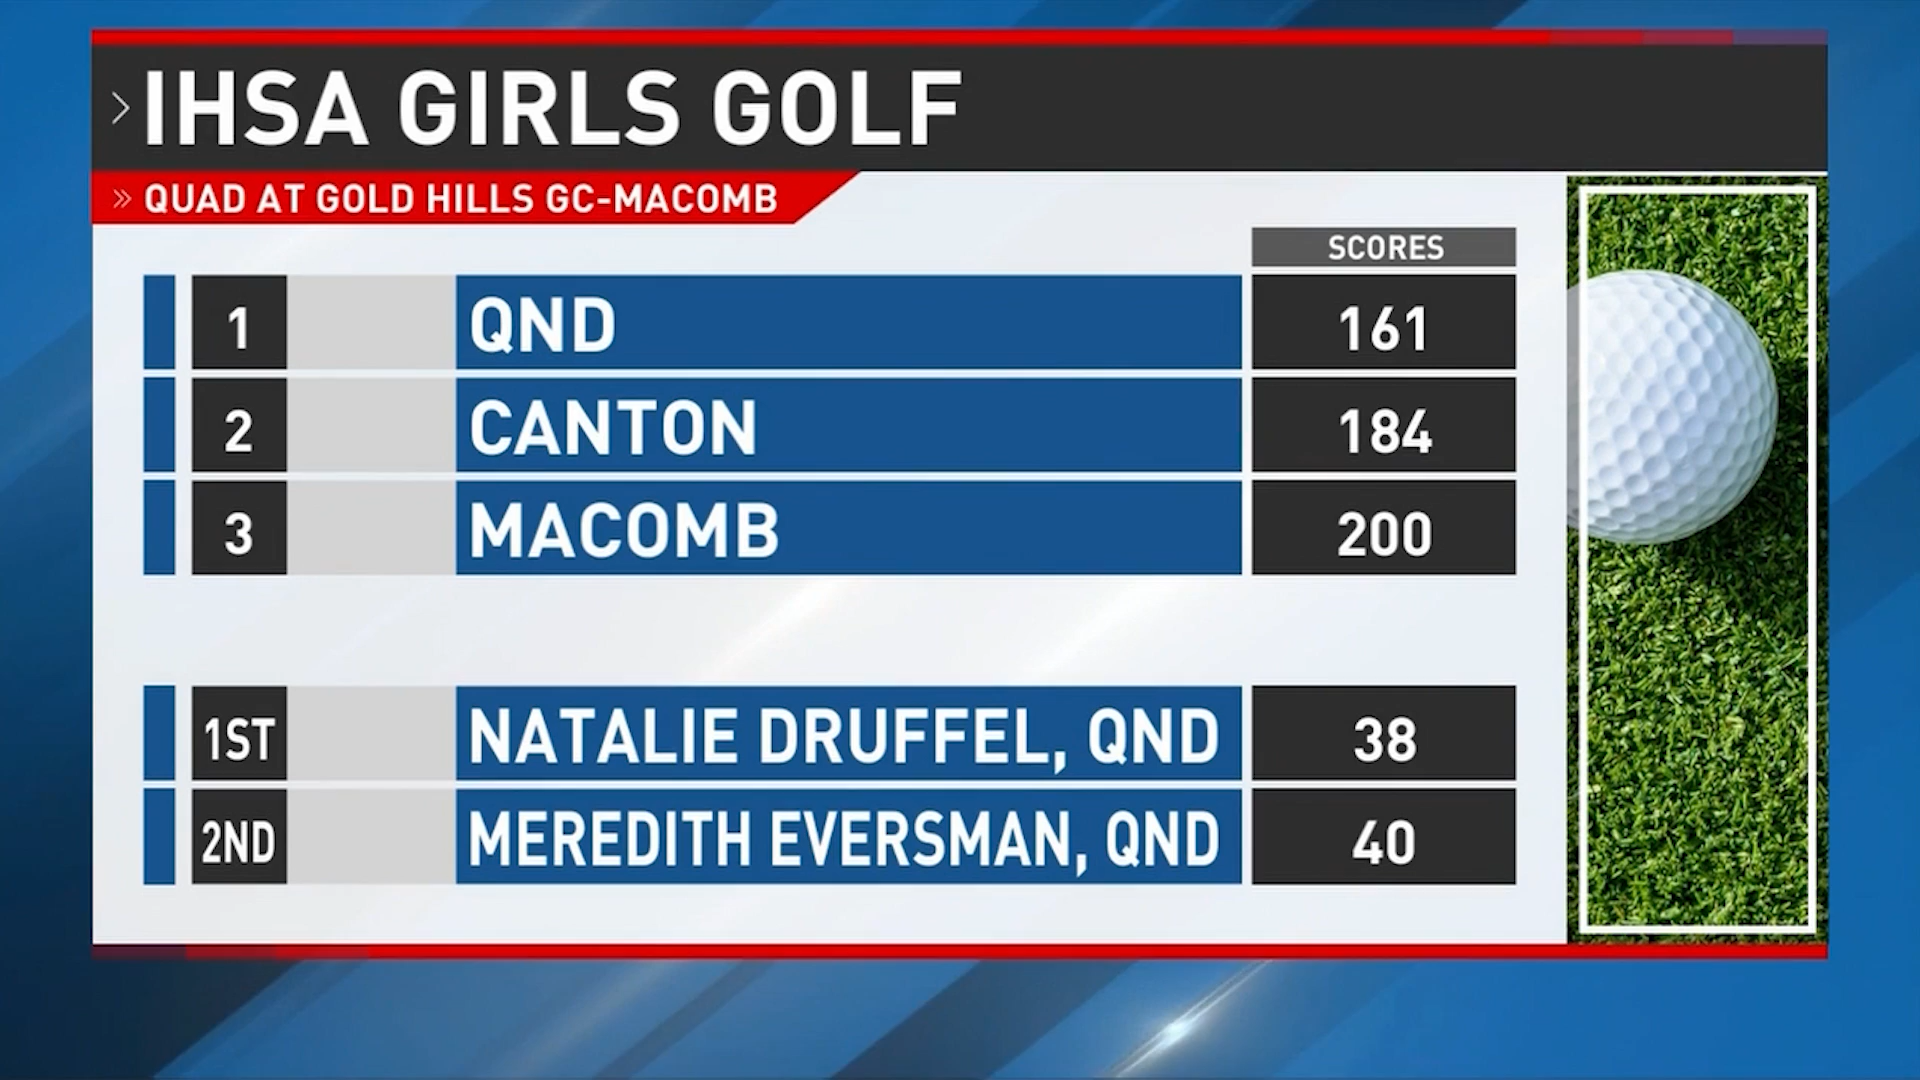 IHSA GIRLS GOLF
QUAD AT GOLD HILLS GC-MACOMB
SCORES
1 QND 161
2 CANTON 184
3 MACOMB 200
1ST NATALIE DRUFFEL, QND 38
2ND MEREDITH EVERSMAN, QND 40